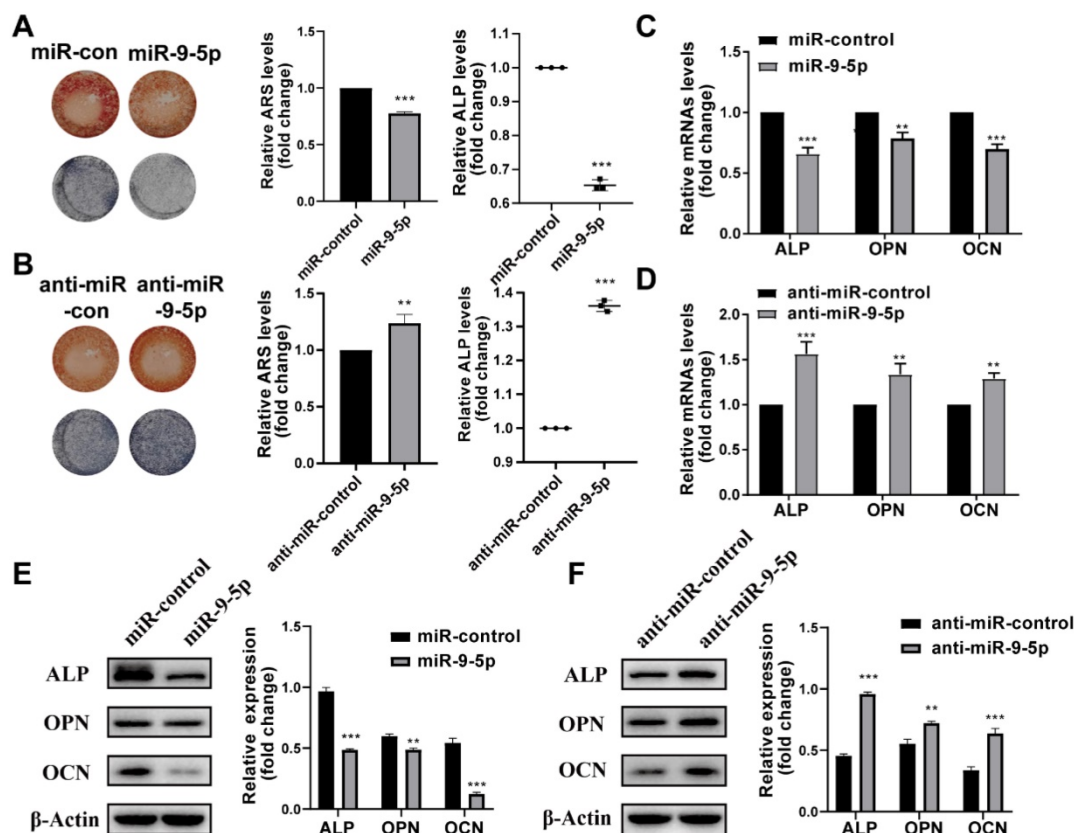 A
miR-con
miR-9-5p
Relative ARS levels
(fold change)
1.5
1.0
0.5
0.0
***
miR-control
miR-9-5p
Relative ALP levels
(fold change)
1.1
1.0
0.9
0.8
0.7
0.6
***
miR-control
miR-9-5p
B
anti-miR
-con
anti-miR
-9-5p
Relative ARS levels
(fold change)
1.5
1.0
0.5
0.0
**
anti-miR-control
anti-miR-9-5p
Relative ALP levels
(fold change)
1.4
1.3
1.2
1.1
1.0
0.9
***
anti-miR-control
anti-miR-9-5p
C
miR-control
miR-9-5p
Relative mRNAs levels
(fold change)
1.5
1.0
0.5
0.0
***
**
***
ALP
OPN
OCN
D
anti-miR-control
anti-miR-9-5p
Relative mRNAs levels
(fold change)
2.0
1.5
1.0
0.5
0.0
***
**
**
ALP
OPN
OCN
E
miR-control
miR-9-5p
ALP
OPN
OCN
β-Actin
Relative expression
(fold change)
1.5
1.0
0.5
0.0
miR-control
miR-9-5p
***
**
***
ALP
OPN
OCN
F
anti-miR-control
anti-miR-9-5p
ALP
OPN
OCN
β-Actin
Relative expression
(fold change)
1.5
1.0
0.5
0.0
anti-miR-control
anti-miR-9-5p
***
**
***
ALP
OPN
OCN